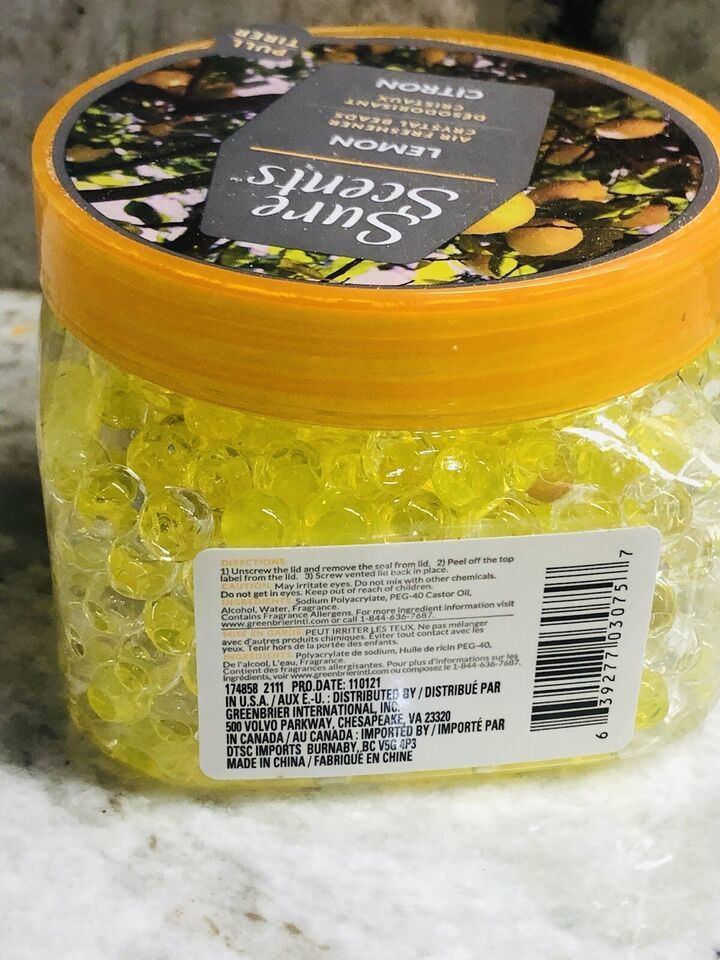 PULL
TIRER
Sure
Scents™
LEMON
AIR FRESHENER
CRYSTAL BEADS
DÉSODORISANT
CRISTAUX
CITRON
DIRECTIONS:
1) Unscrew the lid and remove the seal from lid. 2) Peel off the top
label from the lid. 3) Screw vented lid back in place.
CAUTION: May irritate eyes. Do not mix with other chemicals.
Do not get in eyes. Keep out of reach of children.
INGREDIENTS: Sodium Polyacrylate, PEG-40 Castor Oil,
Alcohol, Water, Fragrance.
Contains Fragrance Allergens. For more ingredient information visit
www.greenbrierintl.com or call 1-844-636-7687.
MISE EN GARDE: PEUT IRRITER LES YEUX. Ne pas mélanger
avec d'autres produits chimiques. Éviter tout contact avec les
yeux. Tenir hors de la portée des enfants.
INGRÉDIENTS: Polyacrylate de sodium, Huile de ricin PEG-40,
De l'alcool, L'eau, Fragrance.
Contient des fragrances allergisantes. Pour plus d'informations sur les
ingrédients, voir www.greenbrierintl.com ou composez le 1-844-636-7687.
174858 2111 PRO.DATE: 110121
IN U.S.A. / AUX É.-U. : DISTRIBUTED BY / DISTRIBUÉ PAR
GREENBRIER INTERNATIONAL, INC.
500 VOLVO PARKWAY, CHESAPEAKE, VA 23320
IN CANADA / AU CANADA : IMPORTED BY / IMPORTÉ PAR
DTSC IMPORTS BURNABY, BC V5G 4P3
MADE IN CHINA / FABRIQUÉ EN CHINE
6 39277 03075 7